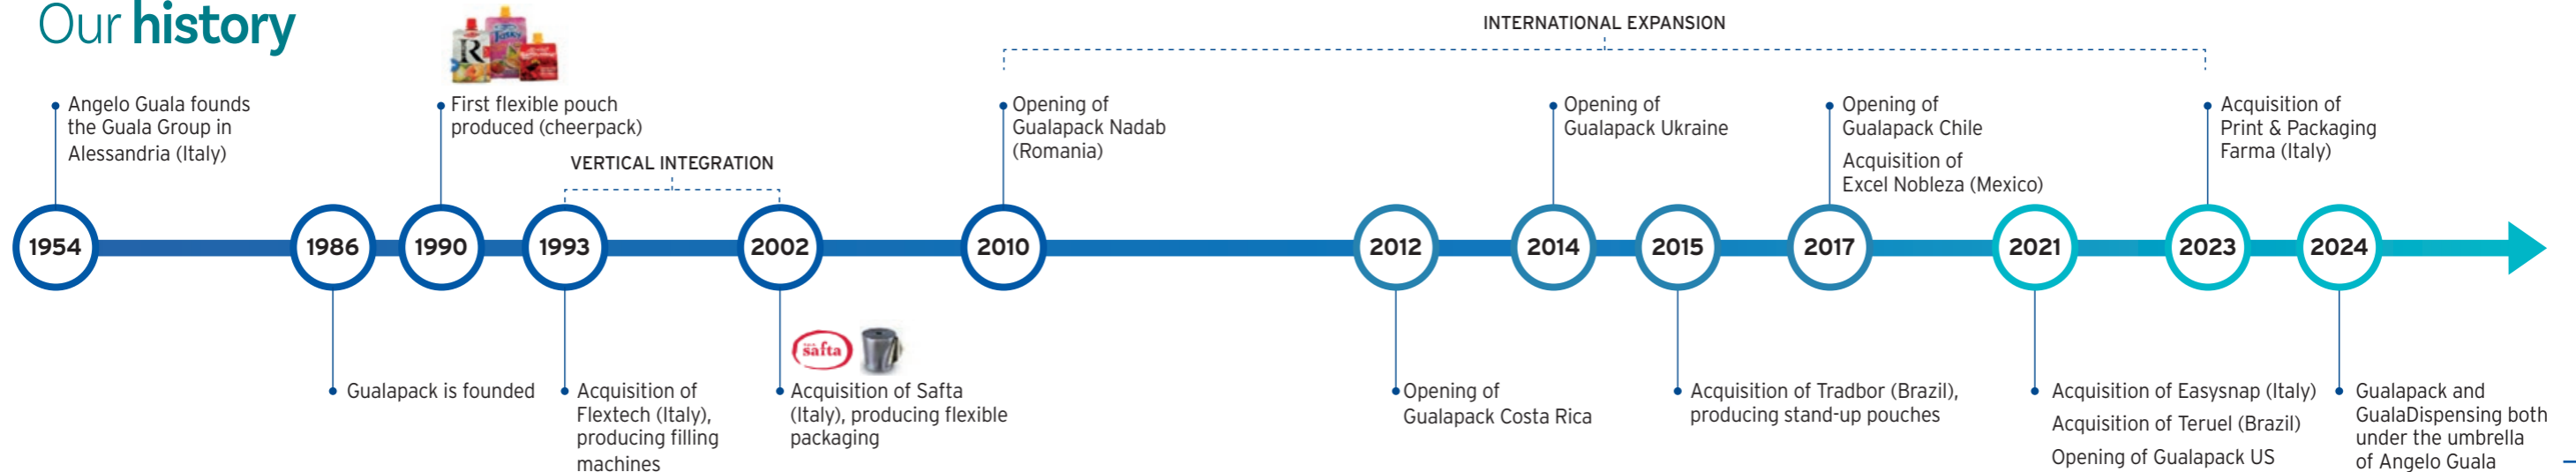 Our history
INTERNATIONAL EXPANSION
Angelo Guala founds
the Guala Group in
Alessandria (Italy)
First flexible pouch
produced (cheerpack)
VERTICAL INTEGRATION
Opening of
Gualapack Nadab
(Romania)
Opening of
Gualapack Ukraine
Opening of
Gualapack Chile
Acquisition of
Excel Nobleza (Mexico)
Acquisition of
Print & Packaging
Farma (Italy)
1954
1986
1990
1993
2002
2010
2012
2014
2015
2017
2021
2023
2024
Gualapack is founded
Acquisition of
Flextech (Italy),
producing filling
machines
safta
Acquisition of Safta
(Italy), producing flexible
packaging
Opening of
Gualapack Costa Rica
Acquisition of Tradbor (Brazil),
producing stand-up pouches
Acquisition of Easysnap (Italy)
Acquisition of Teruel (Brazil)
Opening of Gualapack US
Gualapack and
GualaDispensing both
under the umbrella
of Angelo Guala